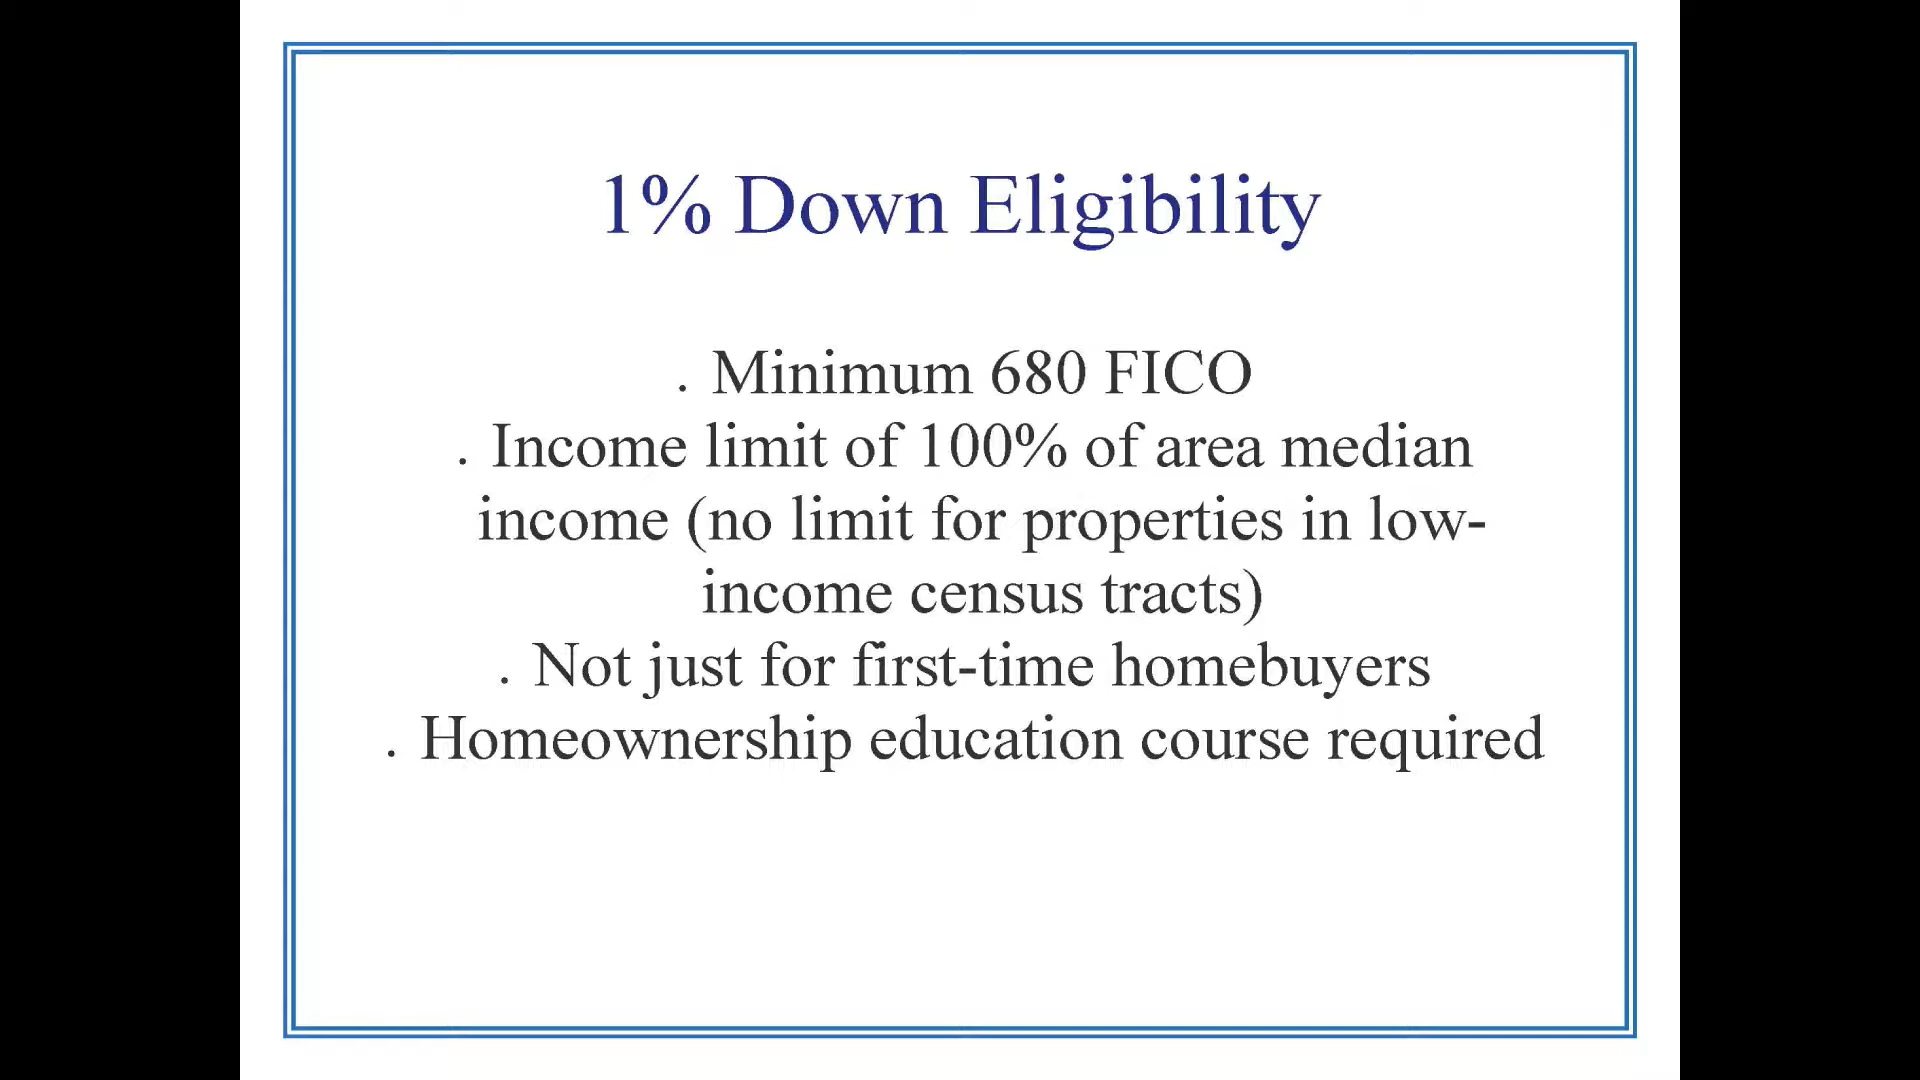 1% Down Eligibility
. Minimum 680 FICO
. Income limit of 100% of area median
income (no limit for properties in low-
income census tracts)
. Not just for first-time homebuyers
. Homeownership education course required